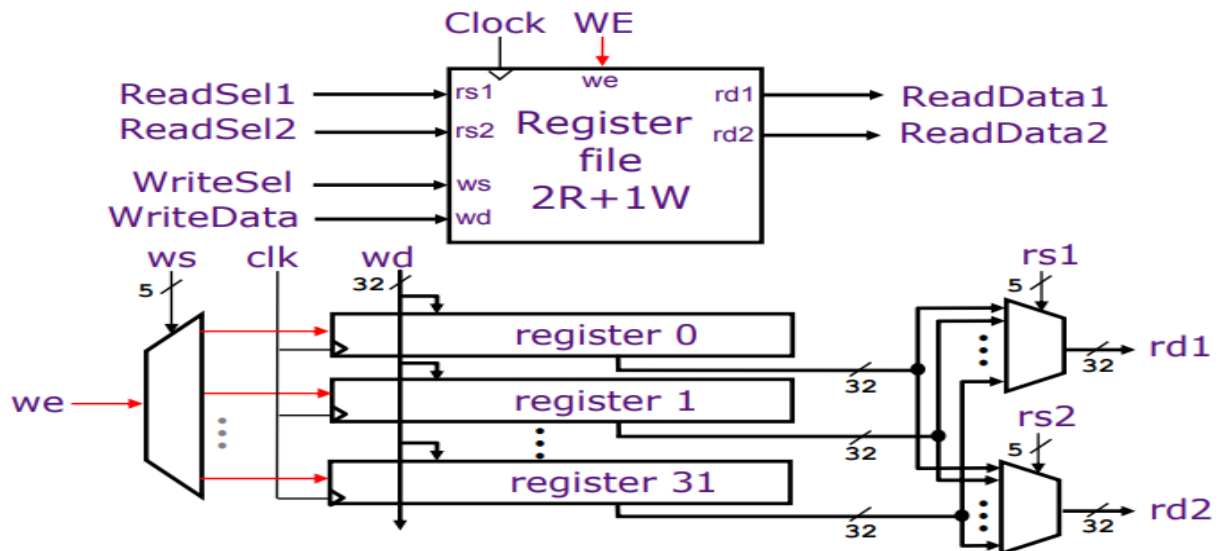 Clock WE
ReadSel1 rs1 we rd1 ReadData1
ReadSel2 rs2 Register rd2 ReadData2
file
WriteSel ws 2R+1W
WriteData wd
ws clk wd rs1
5 32 5
register 0
32 32 rd1
we register 1 rs2
32 5
register 31
32 32 rd2